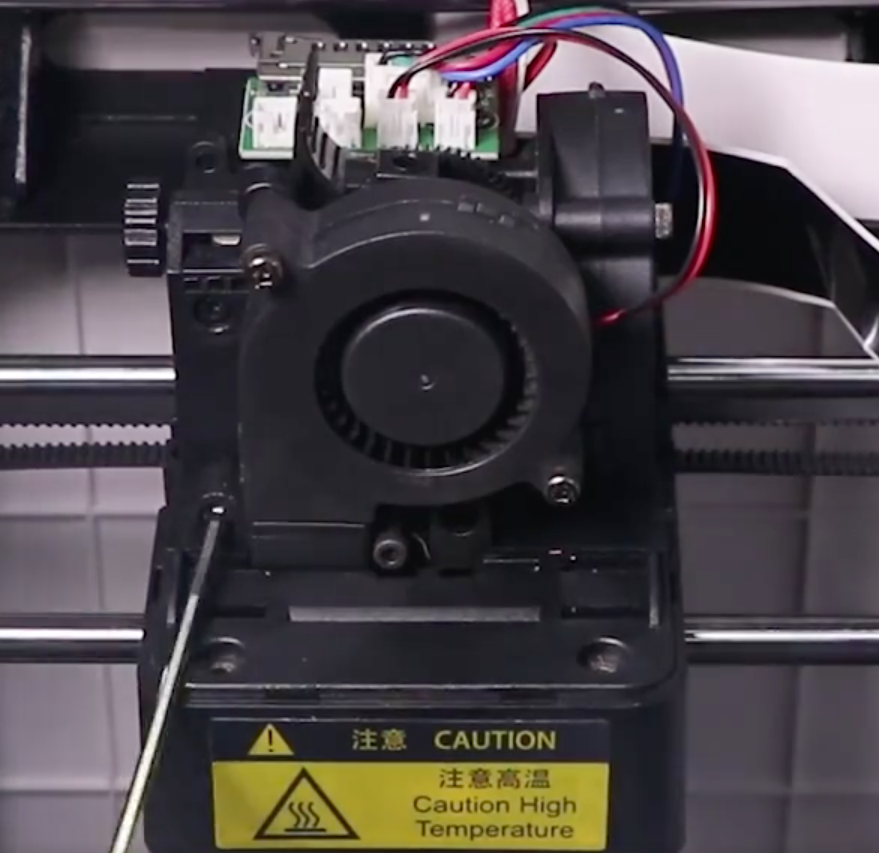 注意 CAUTION
注意高温
Caution High
Temperature